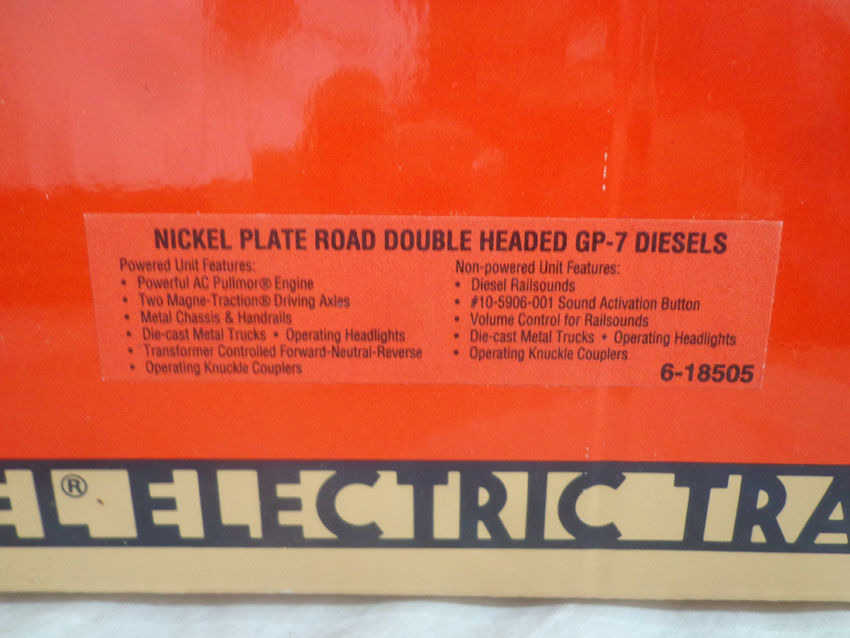 NICKEL PLATE ROAD DOUBLE HEADED GP-7 DIESELS
Powered Unit Features:
• Powerful AC Pullmor® Engine
• Two Magne-Traction® Driving Axles
• Metal Chassis & Handrails
• Die-cast Metal Trucks • Operating Headlights
• Transformer Controlled Forward-Neutral-Reverse
• Operating Knuckle Couplers
Non-powered Unit Features:
• Diesel Railsounds
• #10-5906-001 Sound Activation Button
• Volume Control for Railsounds
• Die-cast Metal Trucks • Operating Headlights
• Operating Knuckle Couplers
6-18505
EL® ELECTRIC TRA